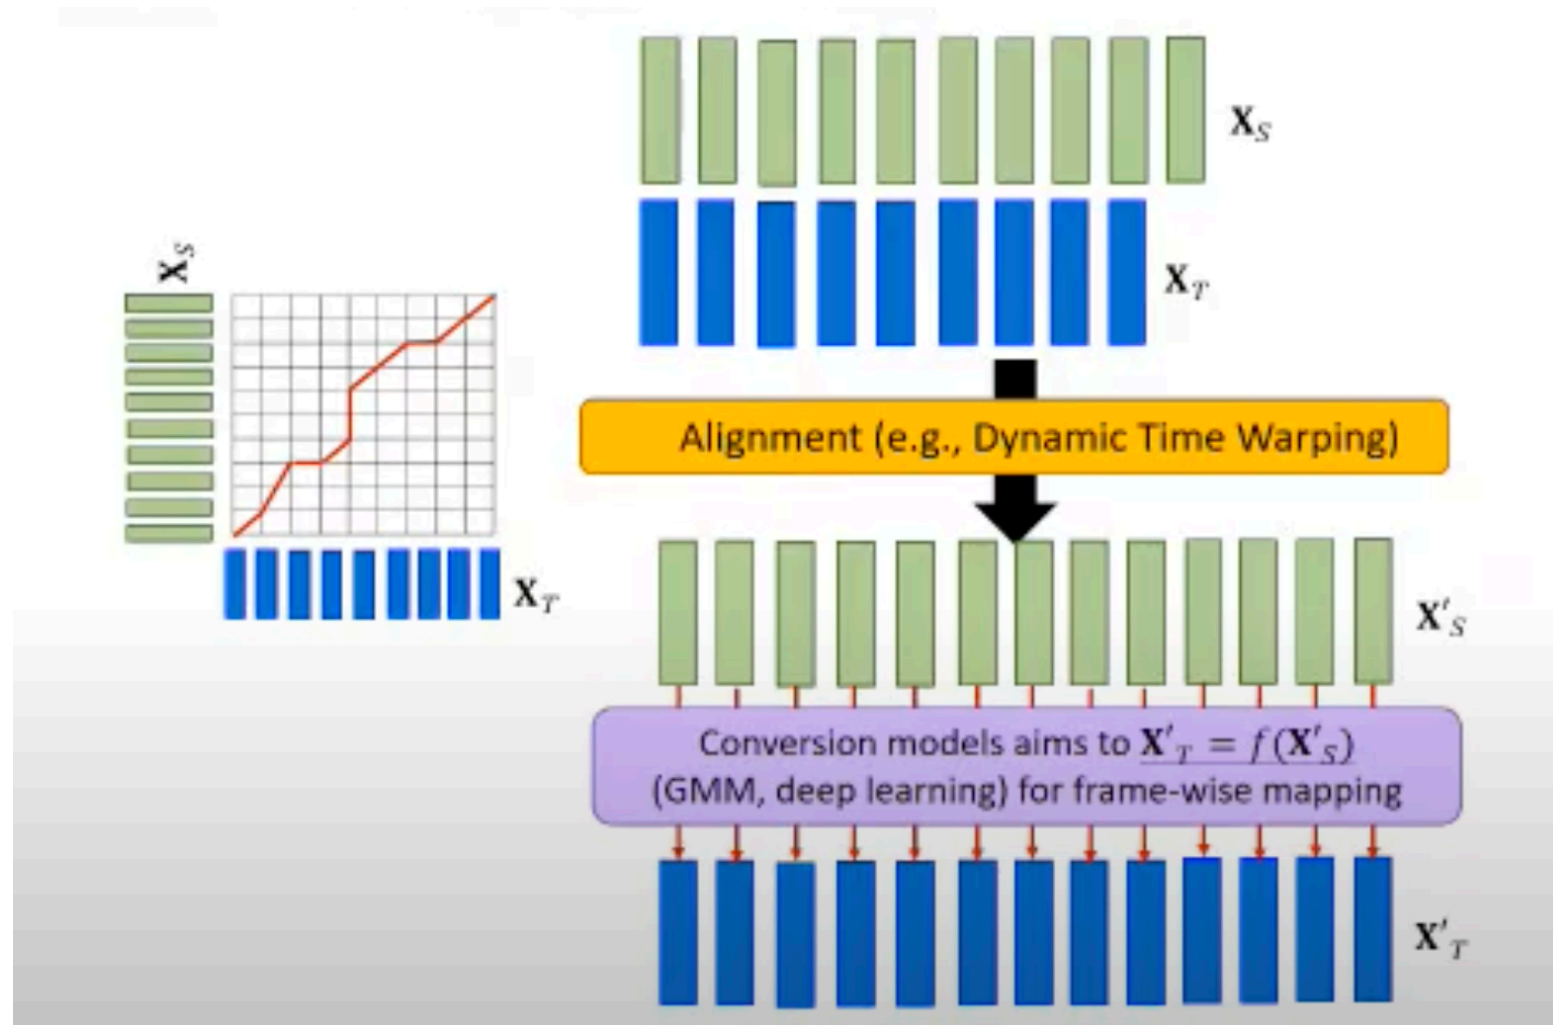 X_S
X_T
X_S
Alignment (e.g., Dynamic Time Warping)
X_T
X'_S
Conversion models aims to X'_T = f(X'_S)
(GMM, deep learning) for frame-wise mapping
X'_T